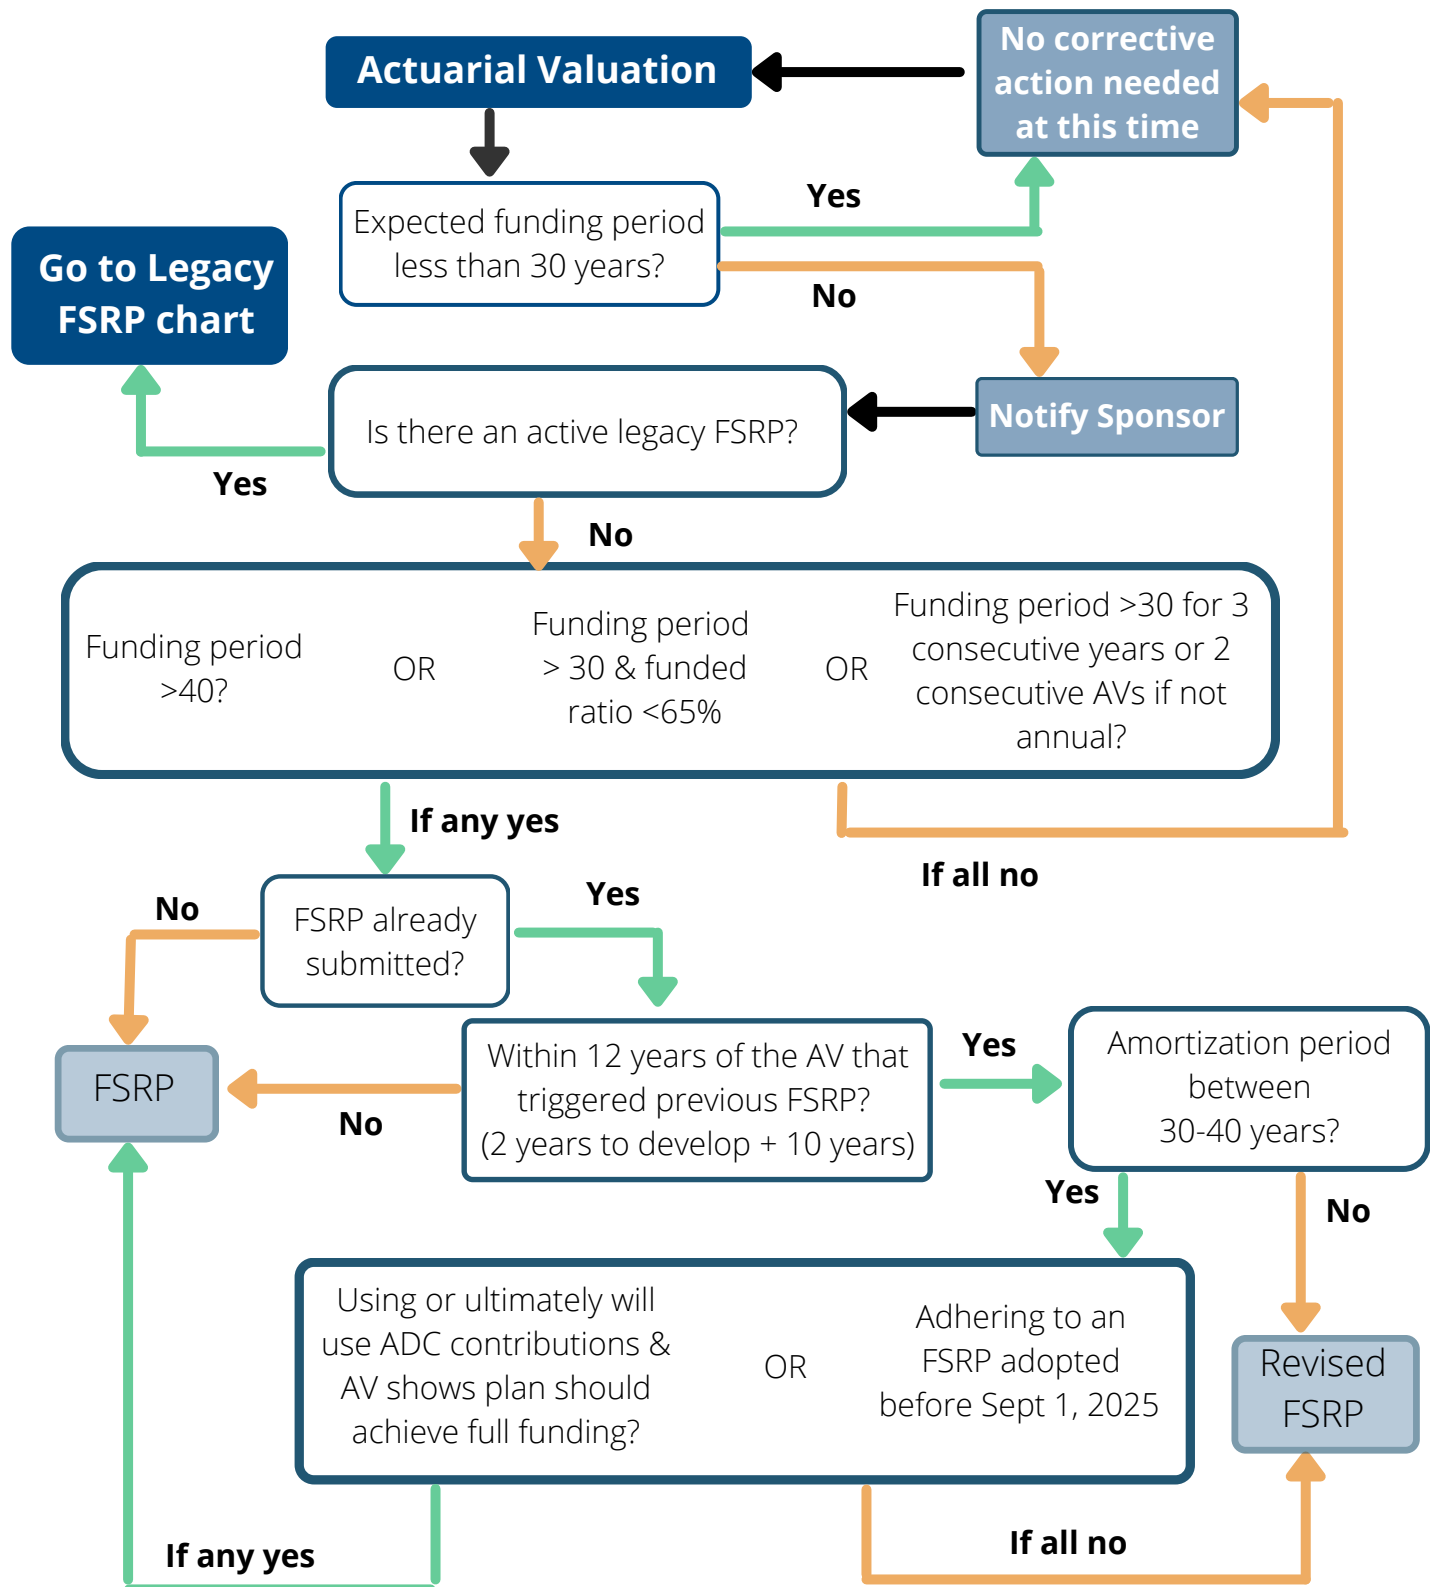 No corrective
action needed
at this time
Actuarial Valuation
Yes
Expected funding period
less than 30 years?
No
Go to Legacy
FSRP chart
Notify Sponsor
Is there an active legacy FSRP?
Yes
No
Funding period
>40?
OR
Funding period
> 30 & funded
ratio <65%
OR
Funding period >30 for 3
consecutive years or 2
consecutive AVs if not
annual?
If any yes
If all no
No
FSRP already
submitted?
Yes
FSRP
No
Within 12 years of the AV that
triggered previous FSRP?
(2 years to develop + 10 years)
Yes
Amortization period
between
30-40 years?
Yes
No
Using or ultimately will
use ADC contributions &
AV shows plan should
achieve full funding?
OR
Adhering to an
FSRP adopted
before Sept 1, 2025
Revised
FSRP
If any yes
If all no